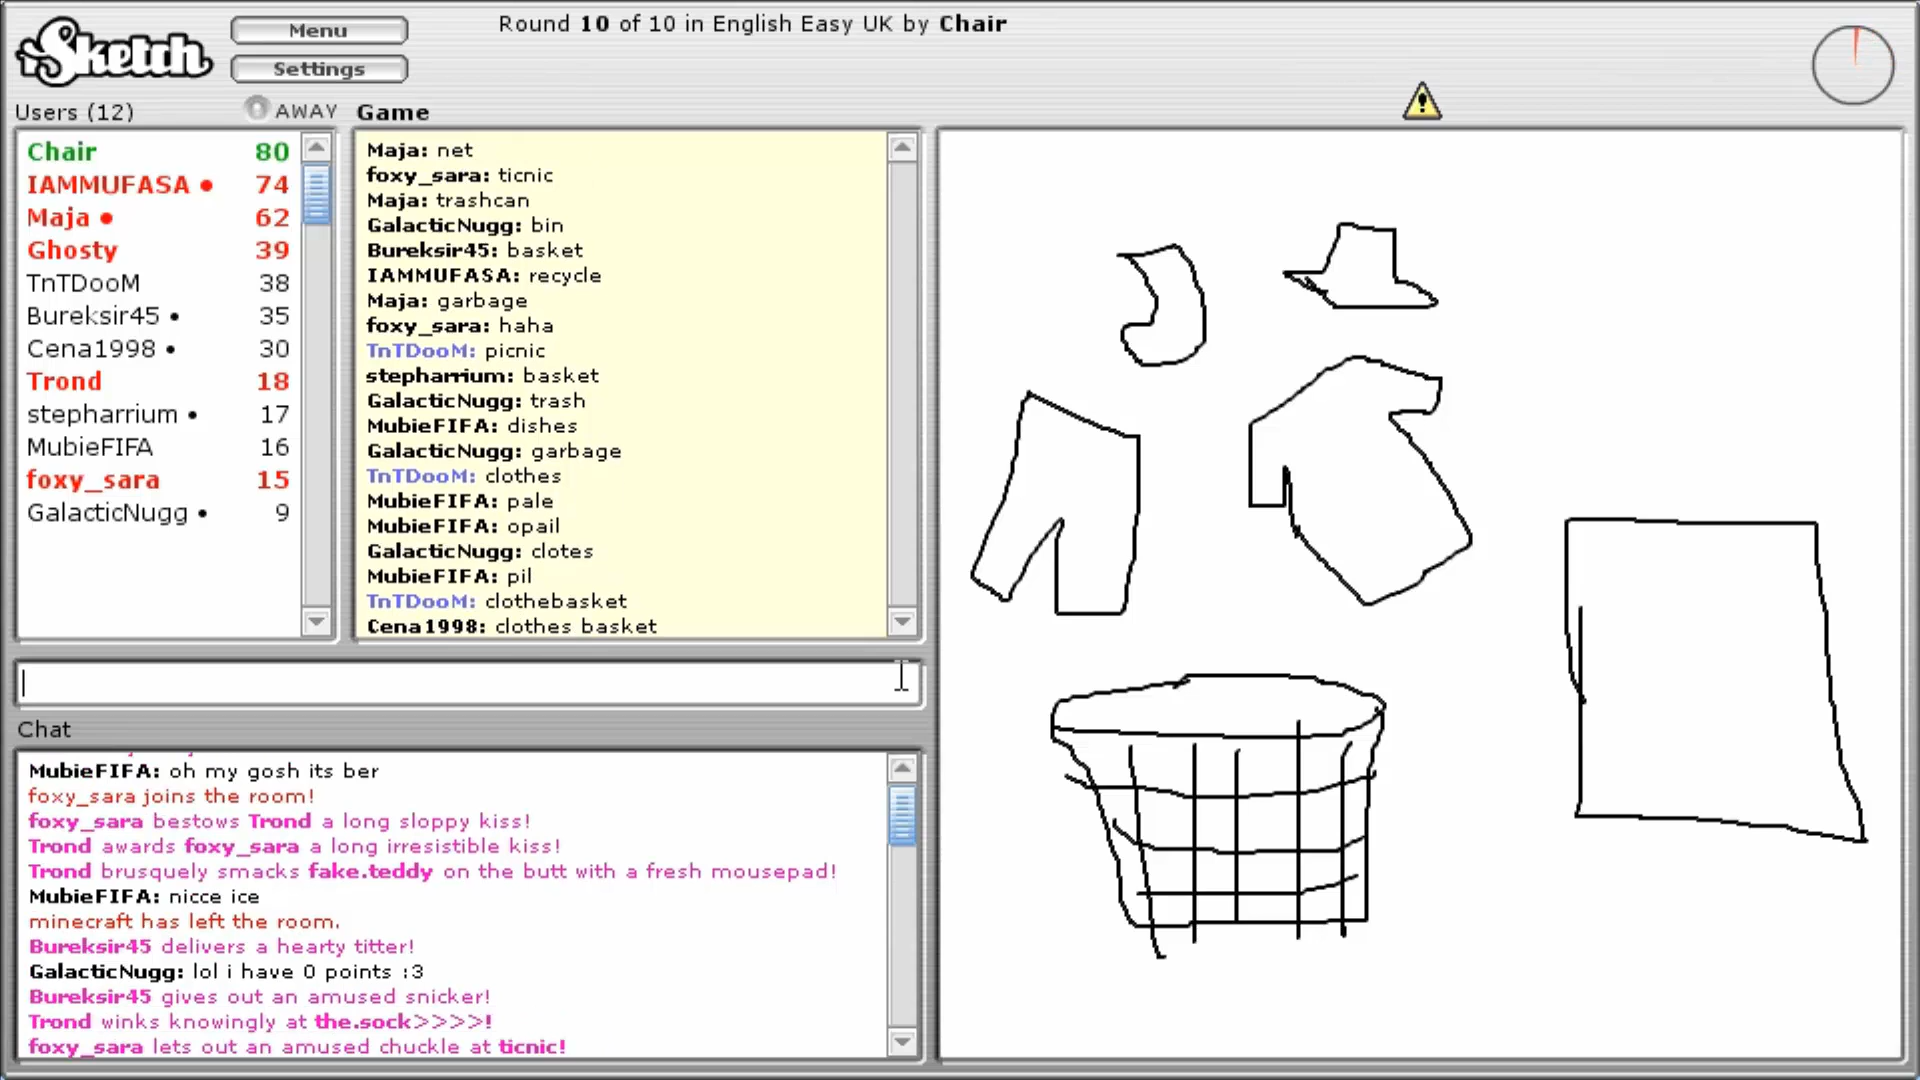 iSketch
Menu
Settings
Round 10 of 10 in English Easy UK by Chair
Users (12)
AWAY
Chair 80
IAMMUFASA • 74
Maja • 62
Ghosty 39
TnTDooM 38
Bureksir45 • 35
Cena1998 • 30
Trond 18
stepharrium • 17
MubieFIFA 16
foxy_sara 15
GalacticNugg • 9
Game
Maja: net
foxy_sara: ticnic
Maja: trashcan
GalacticNugg: bin
Bureksir45: basket
IAMMUFASA: recycle
Maja: garbage
foxy_sara: haha
TnTDooM: picnic
stepharrium: basket
GalacticNugg: trash
MubieFIFA: dishes
GalacticNugg: garbage
TnTDooM: clothes
MubieFIFA: pale
MubieFIFA: opail
GalacticNugg: clotes
MubieFIFA: pil
TnTDooM: clothebasket
Cena1998: clothes basket
Chat
MubieFIFA: oh my gosh its ber
foxy_sara joins the room!
foxy_sara bestows Trond a long sloppy kiss!
Trond awards foxy_sara a long irresistible kiss!
Trond brusquely smacks fake.teddy on the butt with a fresh mousepad!
MubieFIFA: nicce ice
minecraft has left the room.
Bureksir45 delivers a hearty titter!
GalacticNugg: lol i have 0 points :3
Bureksir45 gives out an amused snicker!
Trond winks knowingly at the.sock>>>>!
foxy_sara lets out an amused chuckle at ticnic!